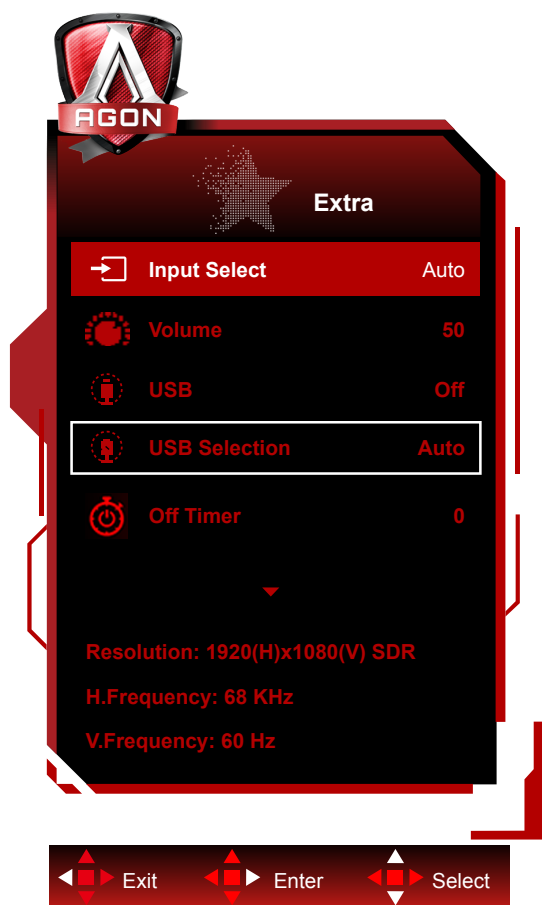 AGON
Extra
Input Select Auto
Volume 50
USB Off
USB Selection Auto
Off Timer 0
Resolution: 1920(H)x1080(V) SDR
H.Frequency: 68 KHz
V.Frequency: 60 Hz
Exit Enter Select